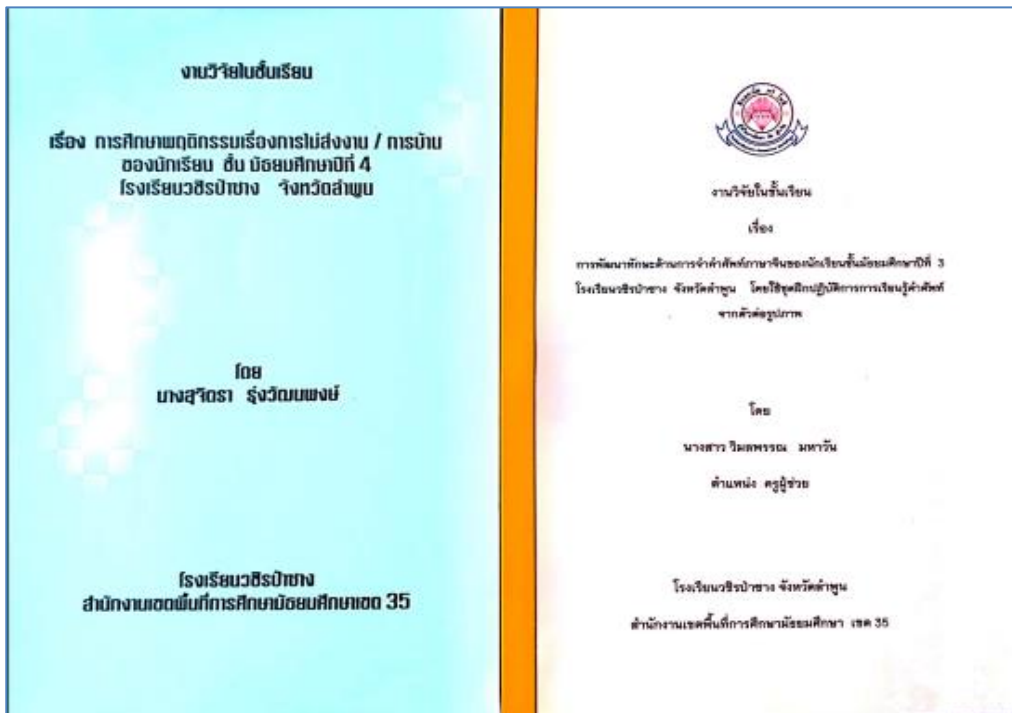 งานวิจัยในชั้นเรียน
เรื่อง การศึกษาพฤติกรรมเรื่องการไม่ส่งงาน / การบ้าน
ของนักเรียน ชั้น มัธยมศึกษาปีที่ 4
โรงเรียนวชิรป่าซาง จังหวัดลำพูน
โดย
นางสุจิตรา รุ่งวัฒนพงษ์
โรงเรียนวชิรป่าซาง
สำนักงานเขตพื้นที่การศึกษามัธยมศึกษาเขต 35
งานวิจัยในชั้นเรียน
เรื่อง
การพัฒนาทักษะด้านการจำคำศัพท์ภาษาจีนของนักเรียนชั้นมัธยมศึกษาปีที่ 3
โรงเรียนวชิรป่าซาง จังหวัดลำพูน โดยใช้ชุดฝึกปฏิบัติการการเรียนรู้คำศัพท์
จากตัวต่อรูปภาพ
โดย
นางสาว วิมลพรรณ มหาวัน
ตำแหน่ง ครูผู้ช่วย
โรงเรียนวชิรป่าซาง จังหวัดลำพูน
สำนักงานเขตพื้นที่การศึกษามัธยมศึกษา เขต 35